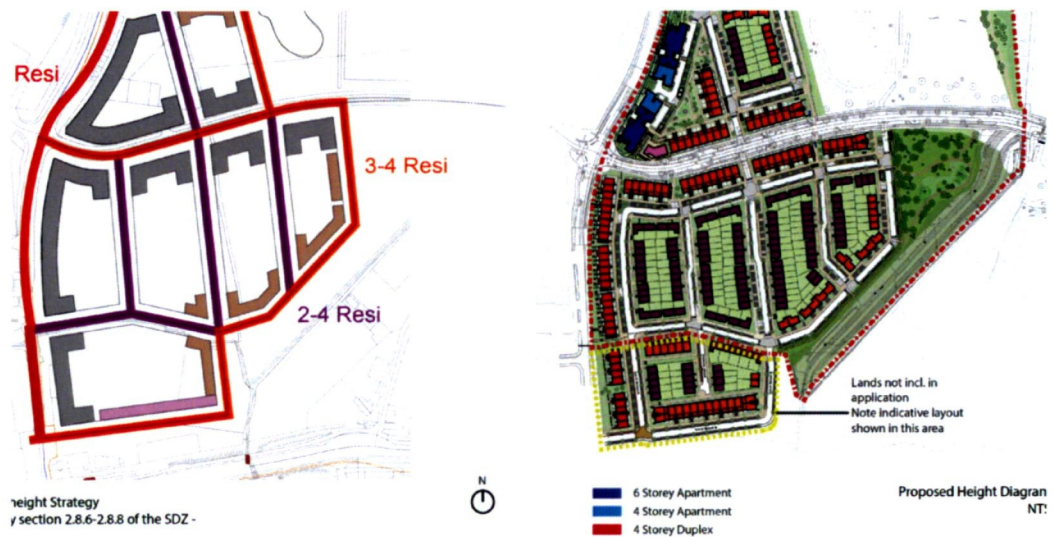 Resi
3-4 Resi
2-4 Resi
Lands not incl. in
application
Note indicative layout
shown in this area
height Strategy
y section 2.8.6-2.8.8 of the SDZ -
N
6 Storey Apartment
4 Storey Apartment
4 Storey Duplex
Proposed Height Diagran
NTS